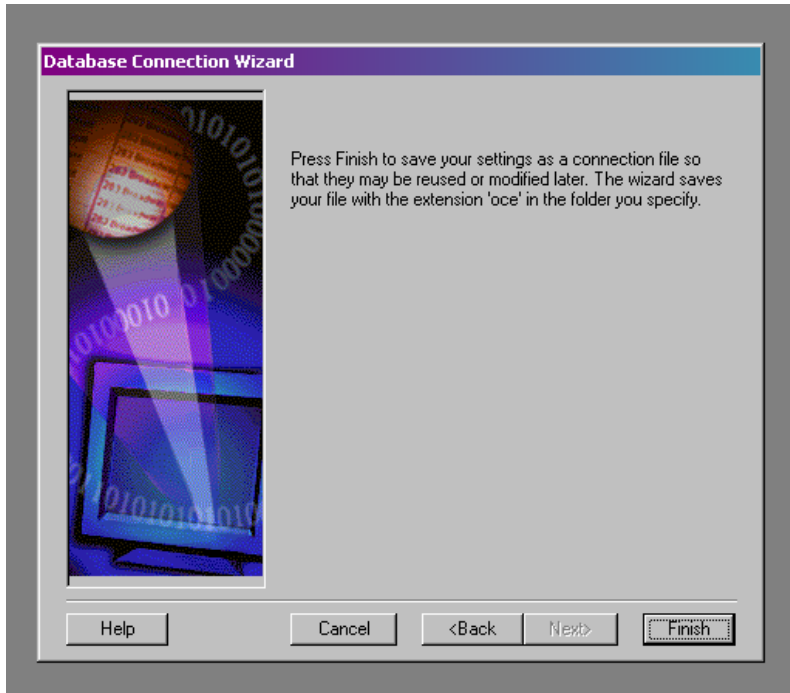 Database Connection Wizard
Press Finish to save your settings as a connection file so
that they may be reused or modified later. The wizard saves
your file with the extension 'oce' in the folder you specify.
Help
Cancel
<Back
Next>
Finish